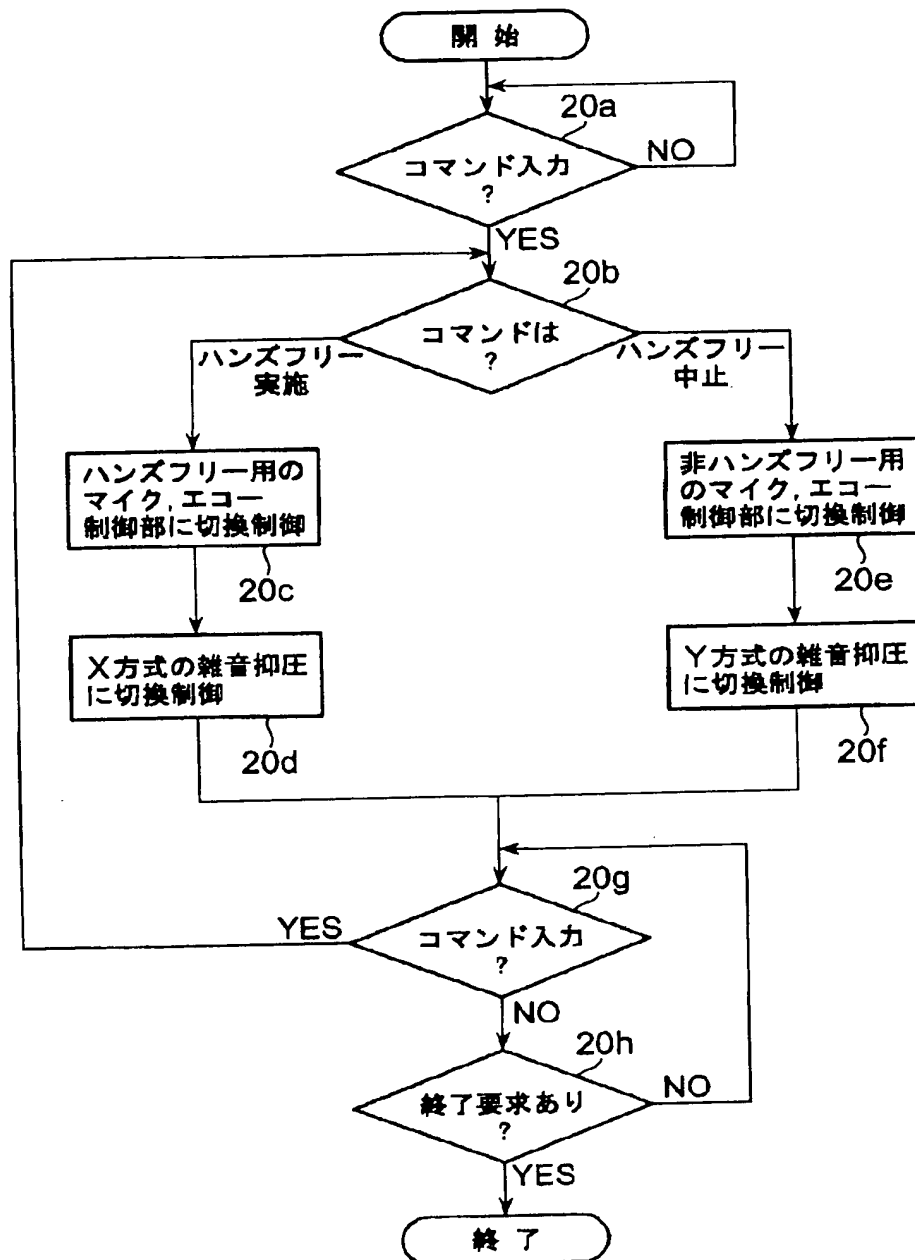 開始
20a
コマンド入力
?
NO
YES
20b
コマンドは
?
ハンズフリー
実施
ハンズフリー
中止
ハンズフリー用の
マイク,エコー
制御部に切換制御
20c
非ハンズフリー用
のマイク,エコー
制御部に切換制御
20e
X方式の雑音抑圧
に切換制御
20d
Y方式の雑音抑圧
に切換制御
20f
20g
コマンド入力
?
YES
NO
20h
終了要求あり
?
NO
YES
終了